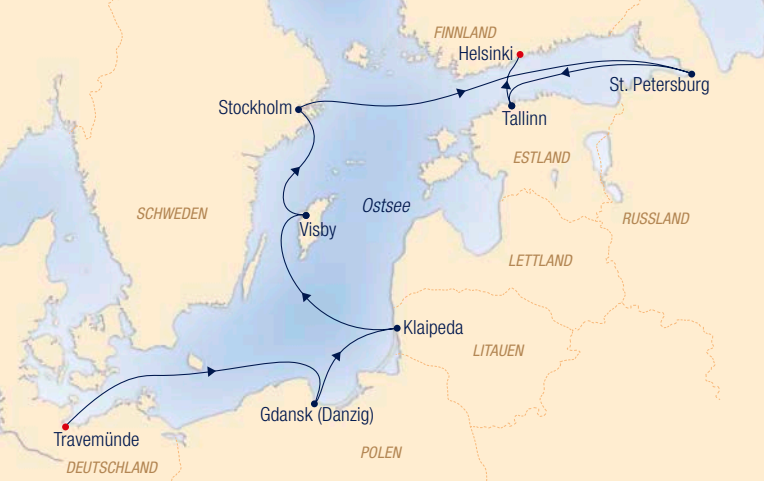 FINNLAND
Helsinki
St. Petersburg
Stockholm
Tallinn
ESTLAND
Ostsee
SCHWEDEN
RUSSLAND
Visby
LETTLAND
Klaipeda
LITAUEN
Gdansk (Danzig)
Travemünde
POLEN
DEUTSCHLAND